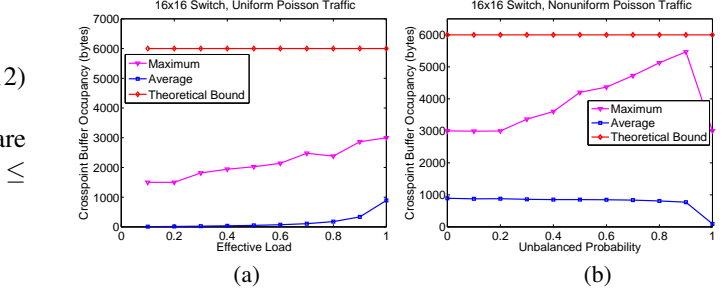 2)
are
≤
16x16 Switch, Uniform Poisson Traffic
Crosspoint Buffer Occupancy (bytes)
7000
6000
5000
4000
3000
2000
1000
0
Maximum
Average
Theoretical Bound
0 0.2 0.4 0.6 0.8 1
Effective Load
(a)
16x16 Switch, Nonuniform Poisson Traffic
Crosspoint Buffer Occupancy (bytes)
6000
5000
4000
3000
2000
1000
0
Maximum
Average
Theoretical Bound
0 0.2 0.4 0.6 0.8 1
Unbalanced Probability
(b)